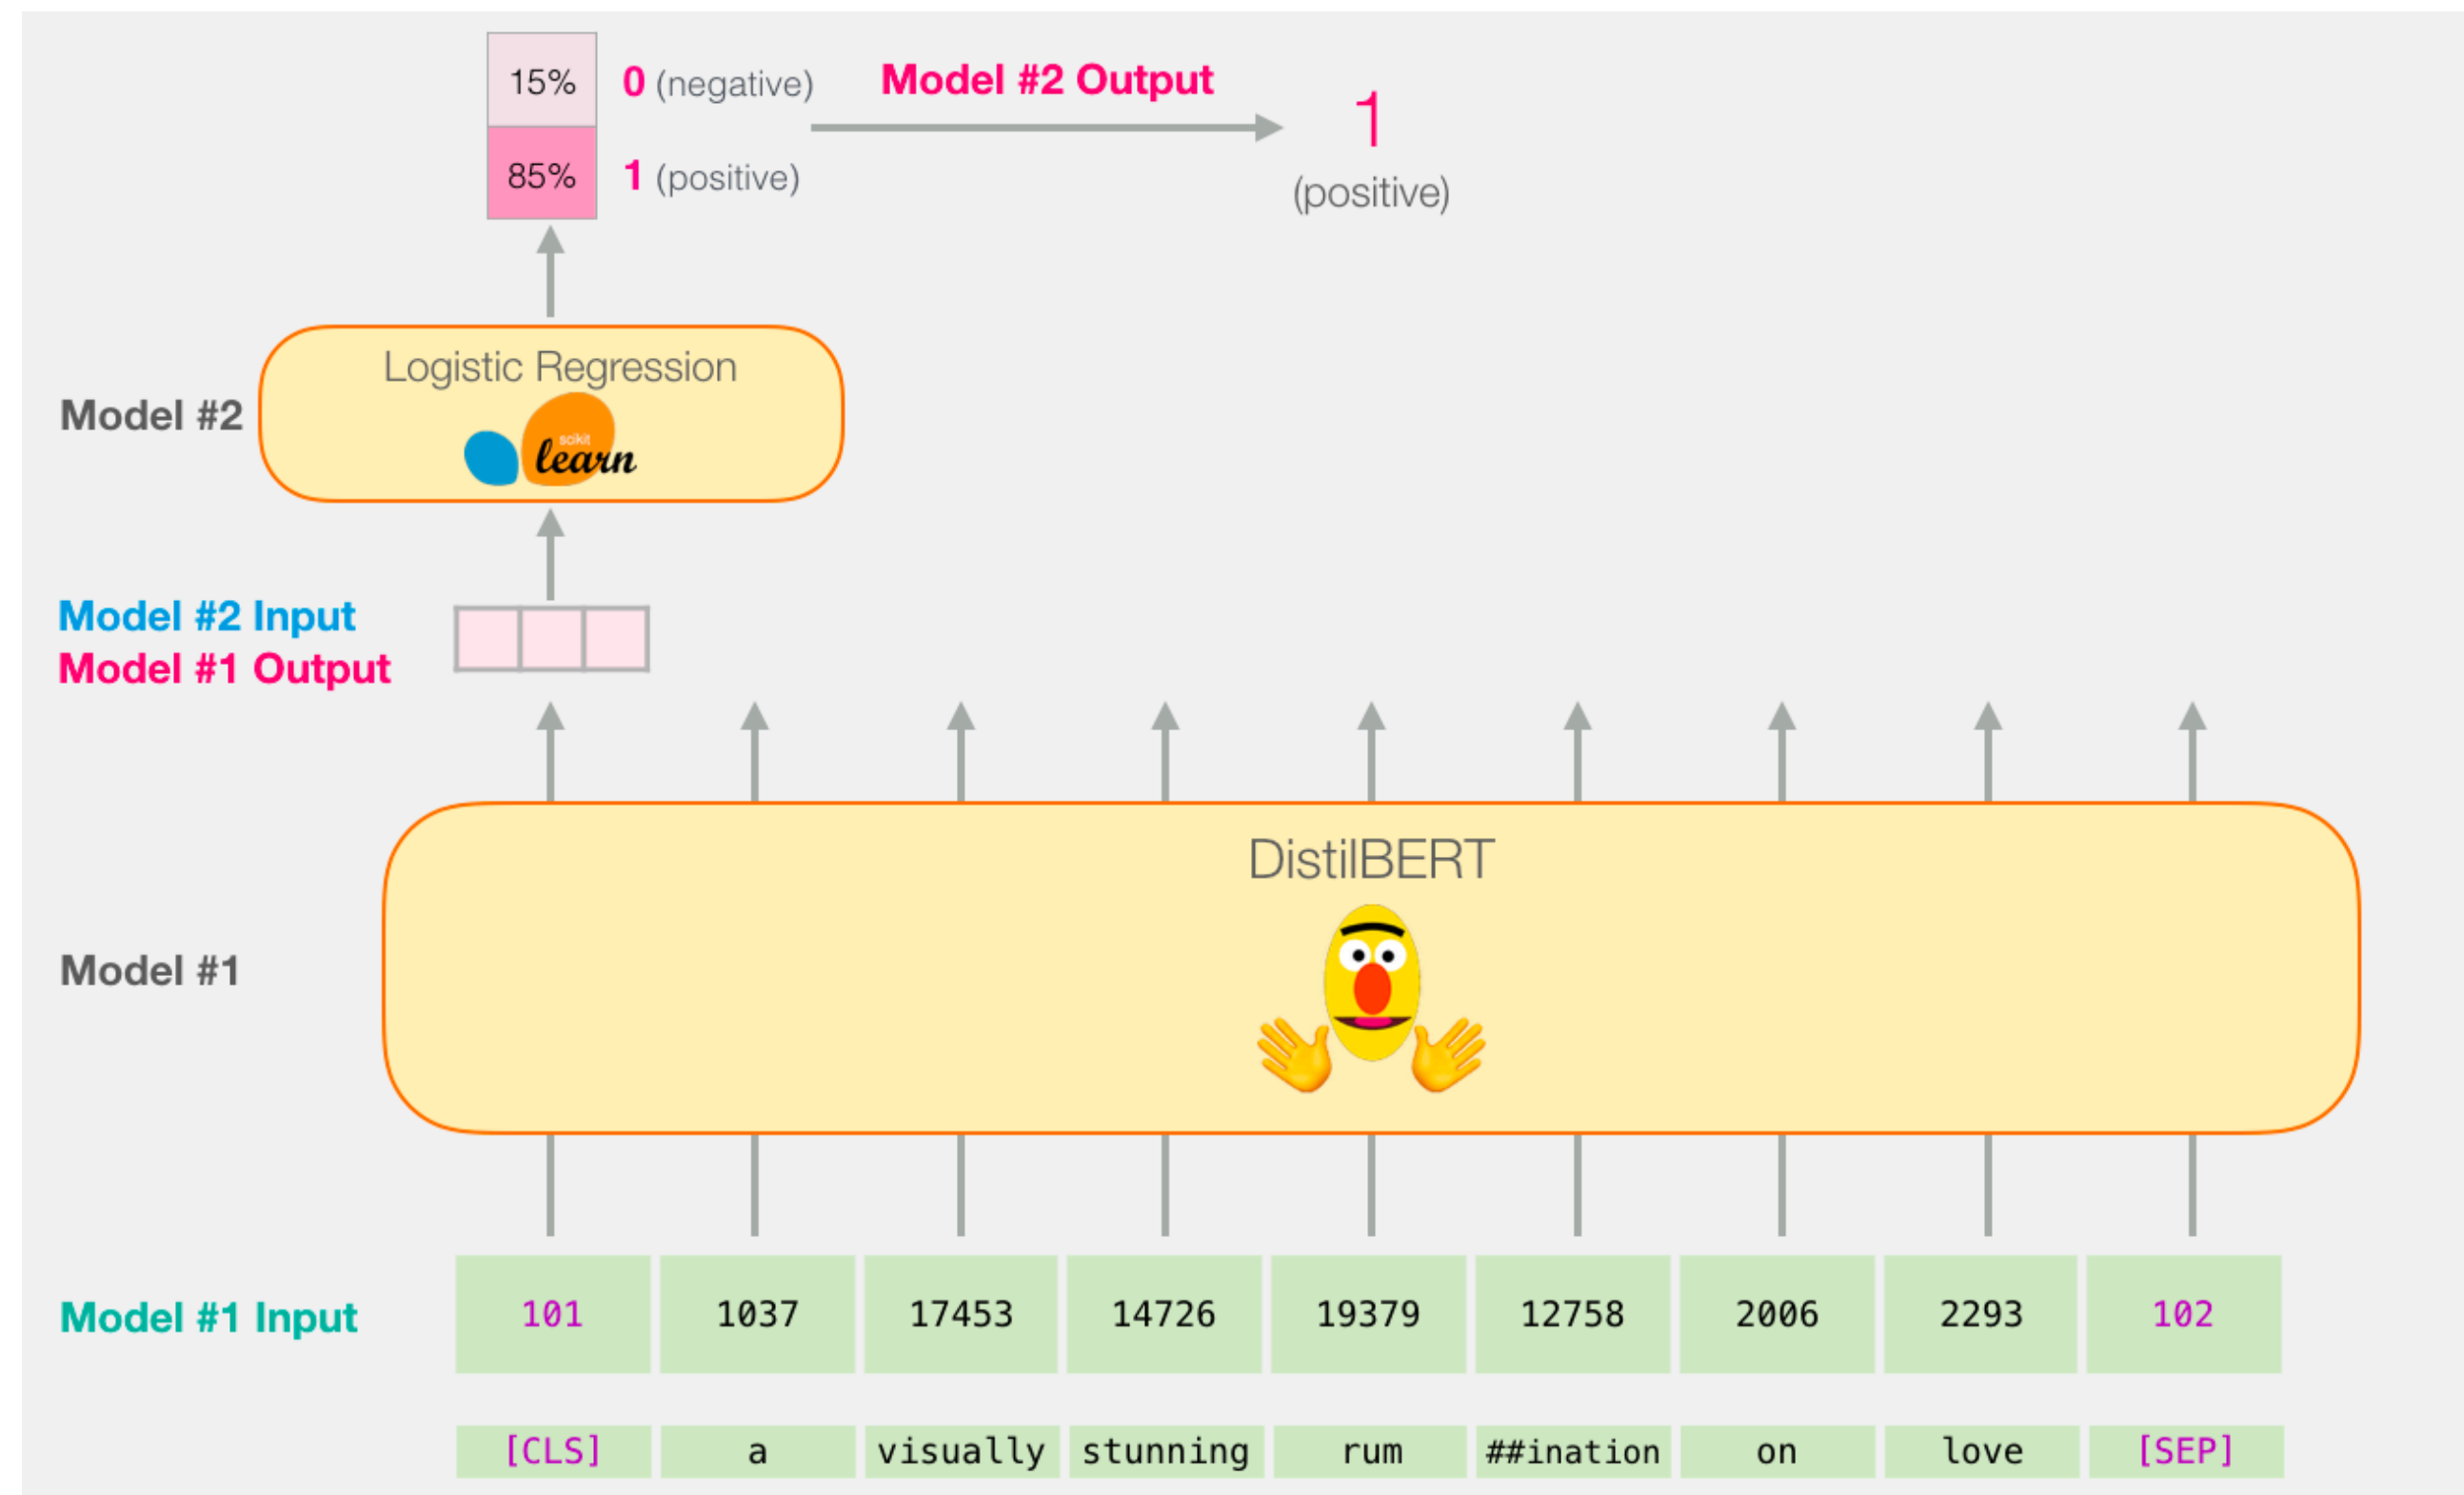 15% 0 (negative) Model #2 Output 1
85% 1 (positive) (positive)
Logistic Regression
Model #2
scikit
learn
Model #2 Input
Model #1 Output
DistilBERT
Model #1
Model #1 Input 101 1037 17453 14726 19379 12758 2006 2293 102
[CLS] a visually stunning rum ##ination on love [SEP]